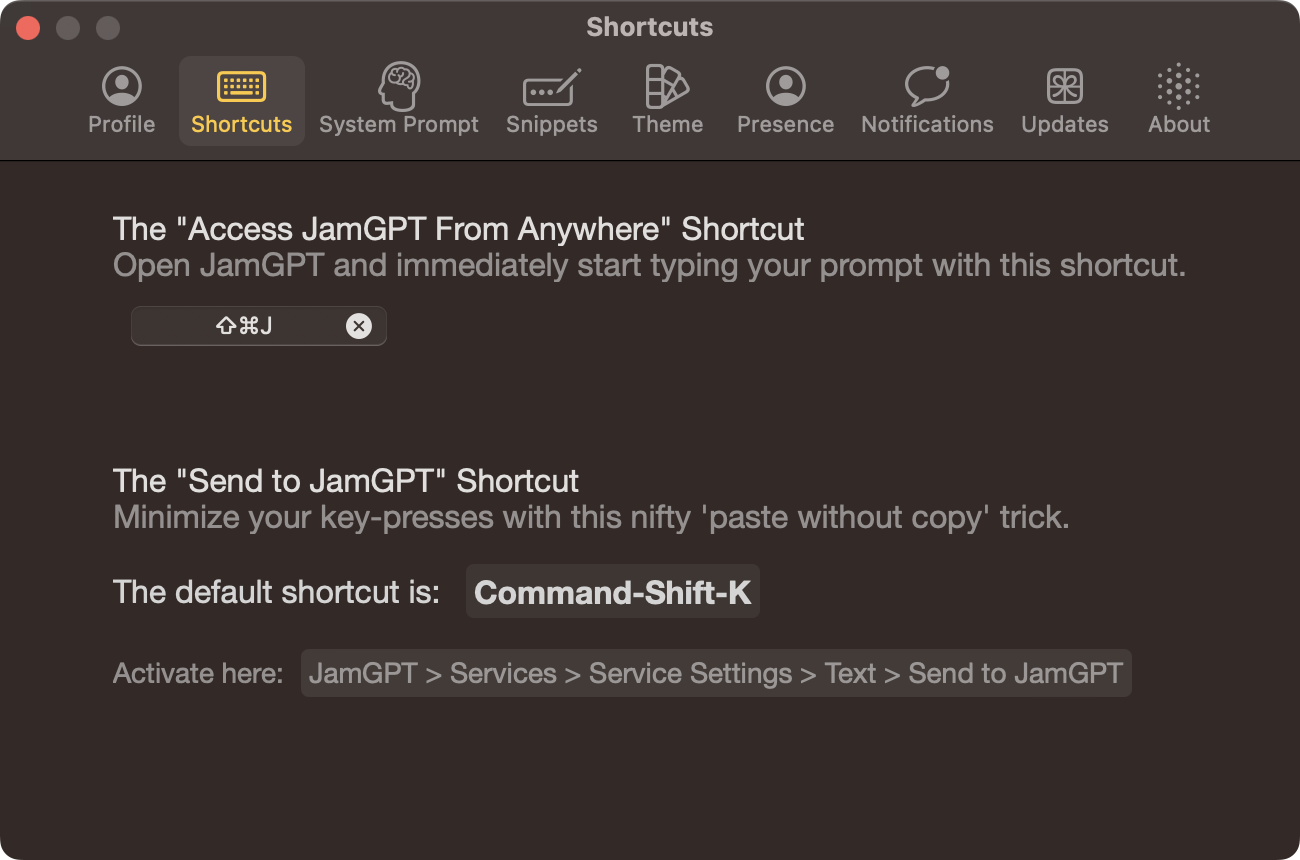 Shortcuts
Profile
Shortcuts
System Prompt
Snippets
Theme
Presence
Notifications
Updates
About
The "Access JamGPT From Anywhere" Shortcut
Open JamGPT and immediately start typing your prompt with this shortcut.
⇧⌘J
The "Send to JamGPT" Shortcut
Minimize your key-presses with this nifty 'paste without copy' trick.
The default shortcut is: Command-Shift-K
Activate here: JamGPT > Services > Service Settings > Text > Send to JamGPT